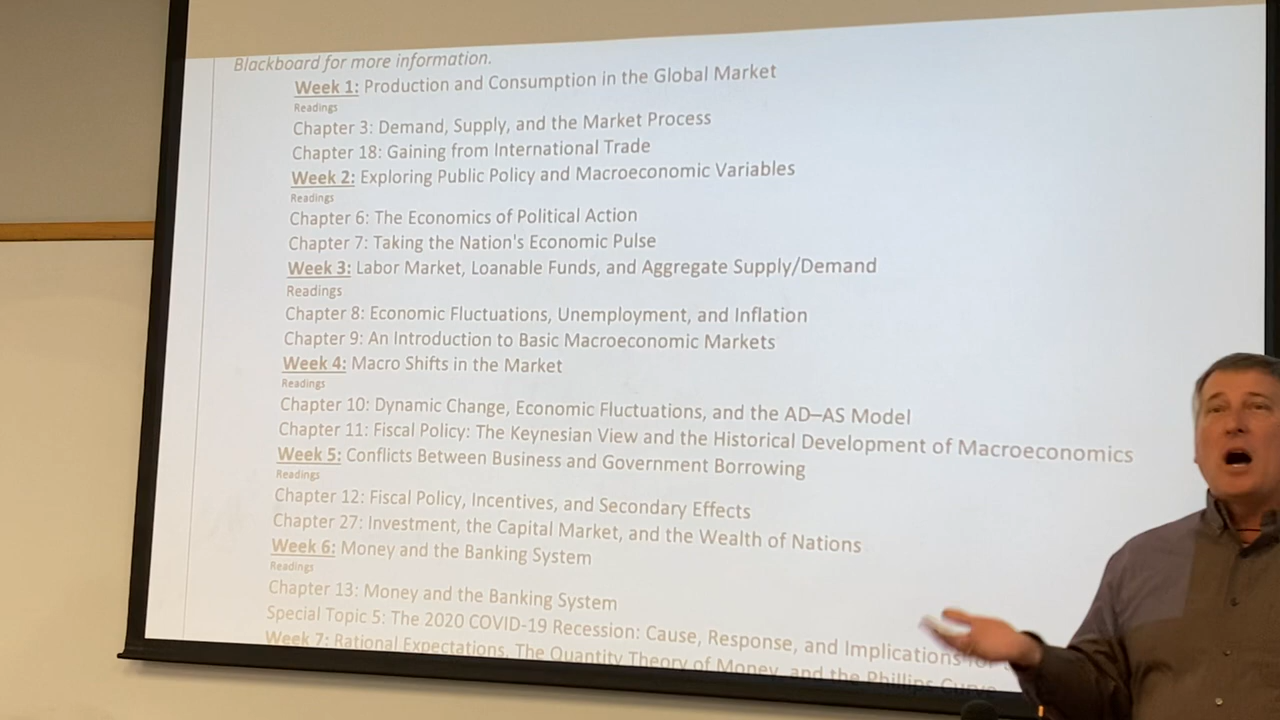 Blackboard for more information.
Week 1: Production and Consumption in the Global Market
Readings
Chapter 3: Demand, Supply, and the Market Process
Chapter 18: Gaining from International Trade
Week 2: Exploring Public Policy and Macroeconomic Variables
Readings
Chapter 6: The Economics of Political Action
Chapter 7: Taking the Nation's Economic Pulse
Week 3: Labor Market, Loanable Funds, and Aggregate Supply/Demand
Readings
Chapter 8: Economic Fluctuations, Unemployment, and Inflation
Chapter 9: An Introduction to Basic Macroeconomic Markets
Week 4: Macro Shifts in the Market
Readings
Chapter 10: Dynamic Change, Economic Fluctuations, and the AD–AS Model
Chapter 11: Fiscal Policy: The Keynesian View and the Historical Development of Macroeconomics
Week 5: Conflicts Between Business and Government Borrowing
Readings
Chapter 12: Fiscal Policy, Incentives, and Secondary Effects
Chapter 27: Investment, the Capital Market, and the Wealth of Nations
Week 6: Money and the Banking System
Readings
Chapter 13: Money and the Banking System
Special Topic 5: The 2020 COVID-19 Recession: Cause, Response, and Implications for
Week 7: Rational Expectations, The Quantity Theory of Money, and the Phillips Curve